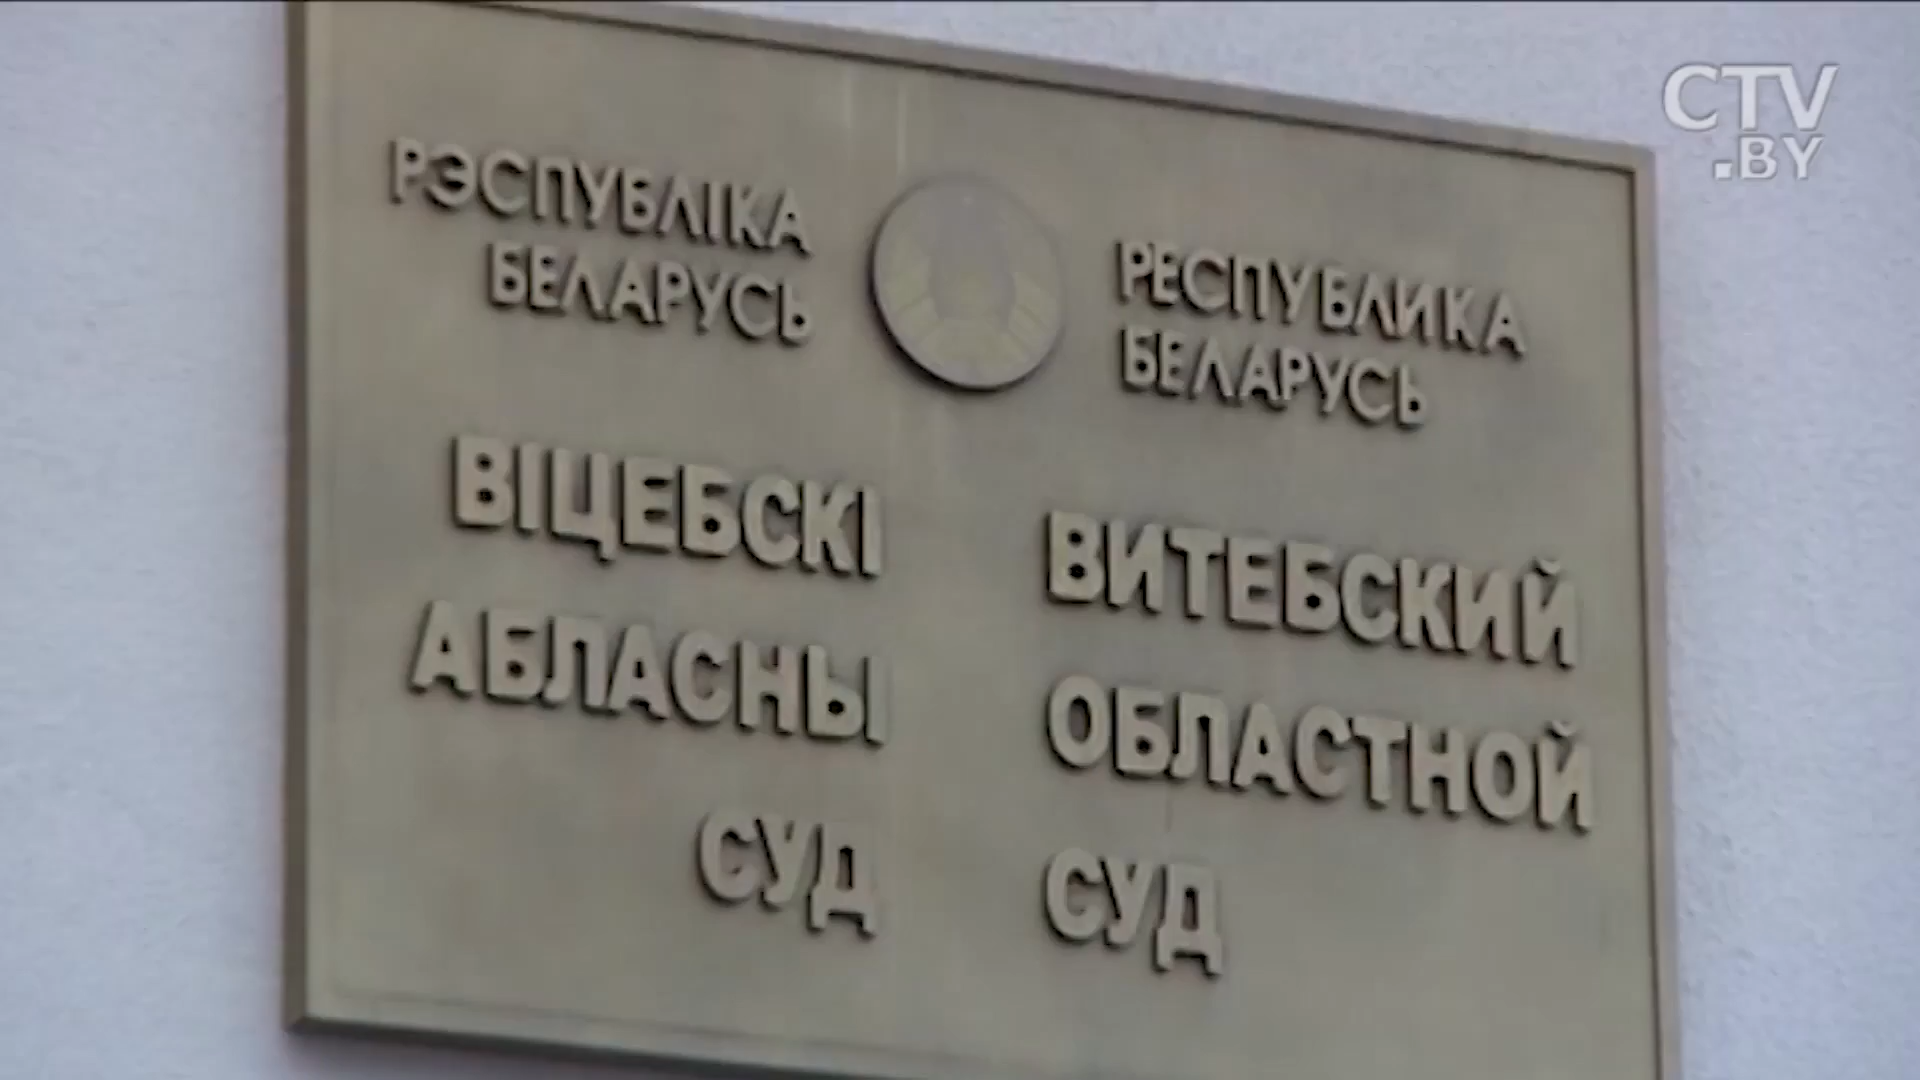 РЭСПУБЛІКА
БЕЛАРУСЬ
РЕСПУБЛИКА
БЕЛАРУСЬ
ВІЦЕБСКІ
АБЛАСНЫ
СУД
ВИТЕБСКИЙ
ОБЛАСТНОЙ
СУД
CTV
.BY